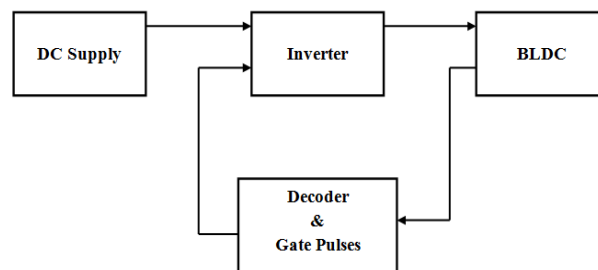 DC Supply
Inverter
BLDC
Decoder
&
Gate Pulses